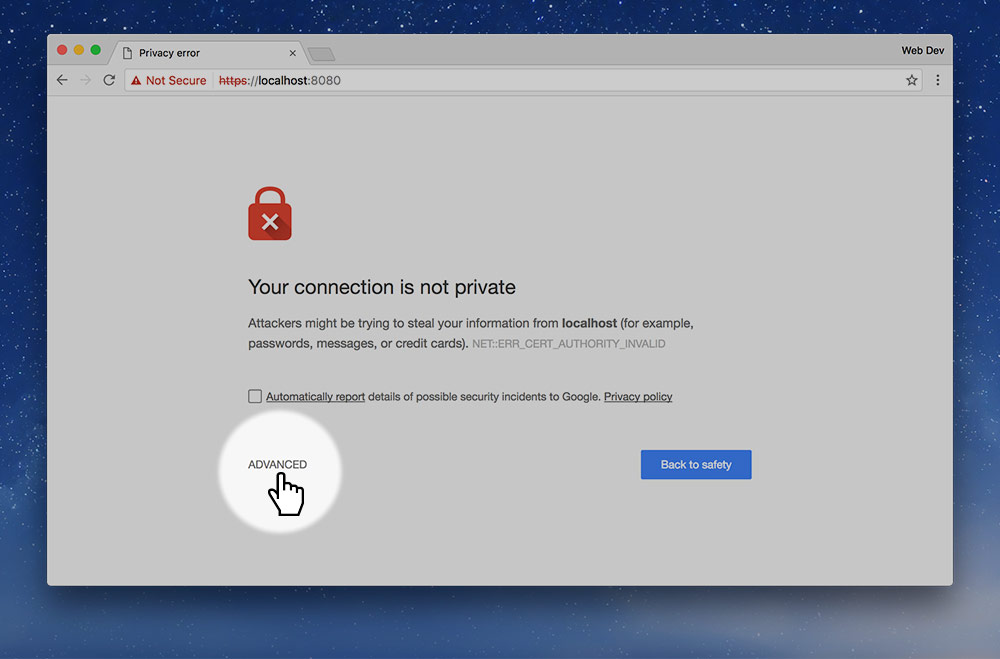 Privacy error
Web Dev
Not Secure https://localhost:8080
Your connection is not private
Attackers might be trying to steal your information from localhost (for example,
passwords, messages, or credit cards). NET::ERR_CERT_AUTHORITY_INVALID
Automatically report details of possible security incidents to Google. Privacy policy
ADVANCED
Back to safety